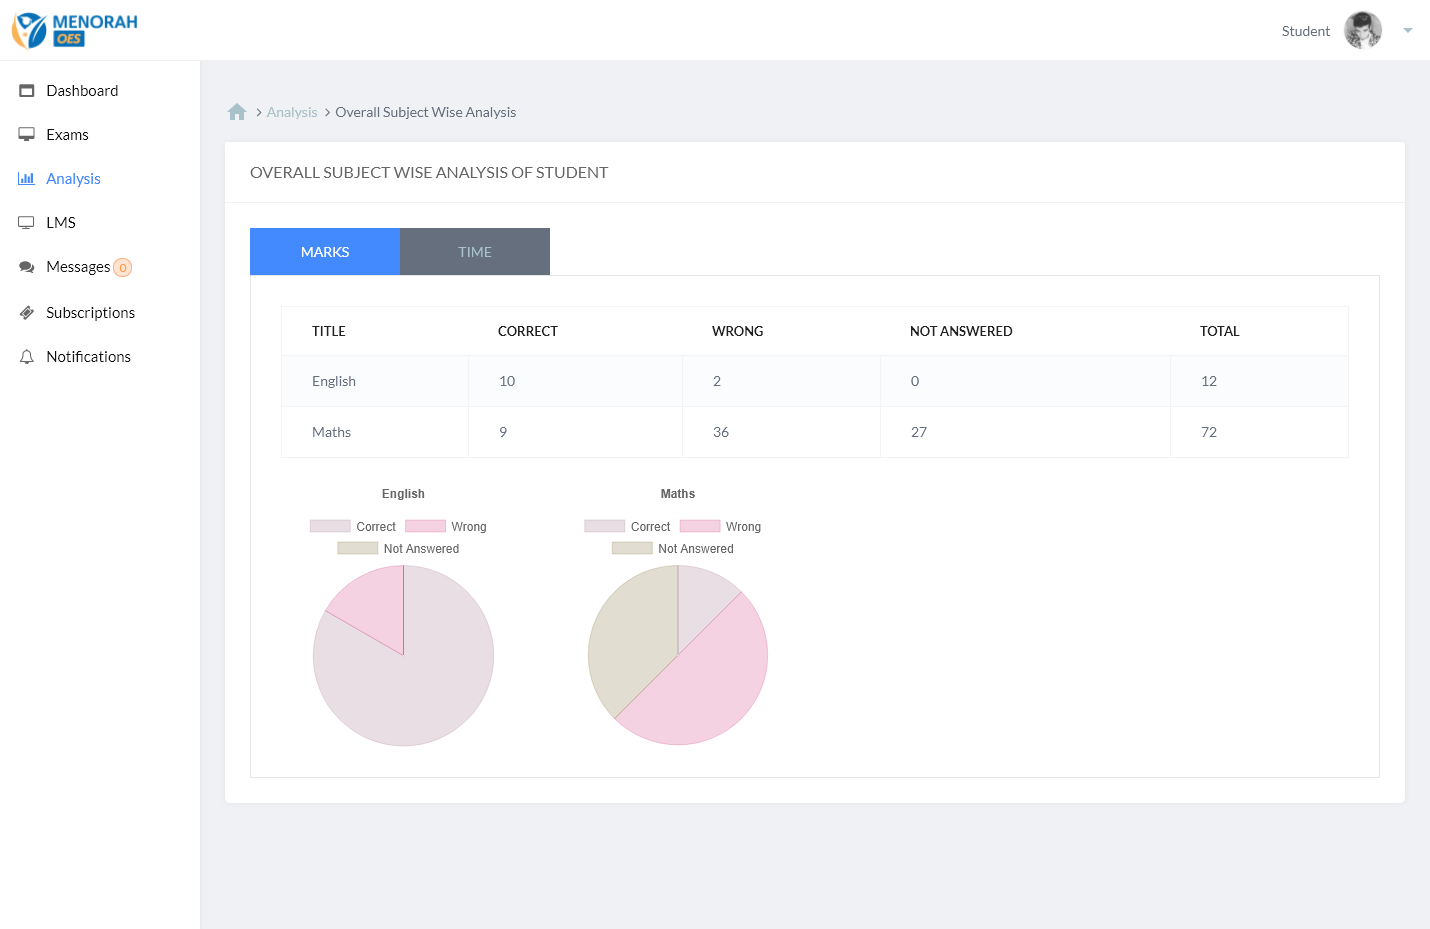 MENORAH
OES
Student
Dashboard
Exams
Analysis
LMS
Messages 0
Subscriptions
Notifications
> Analysis > Overall Subject Wise Analysis
OVERALL SUBJECT WISE ANALYSIS OF STUDENT
MARKS TIME
TITLE CORRECT WRONG NOT ANSWERED TOTAL
English 10 2 0 12
Maths 9 36 27 72
English
Correct Wrong
Not Answered
Maths
Correct Wrong
Not Answered